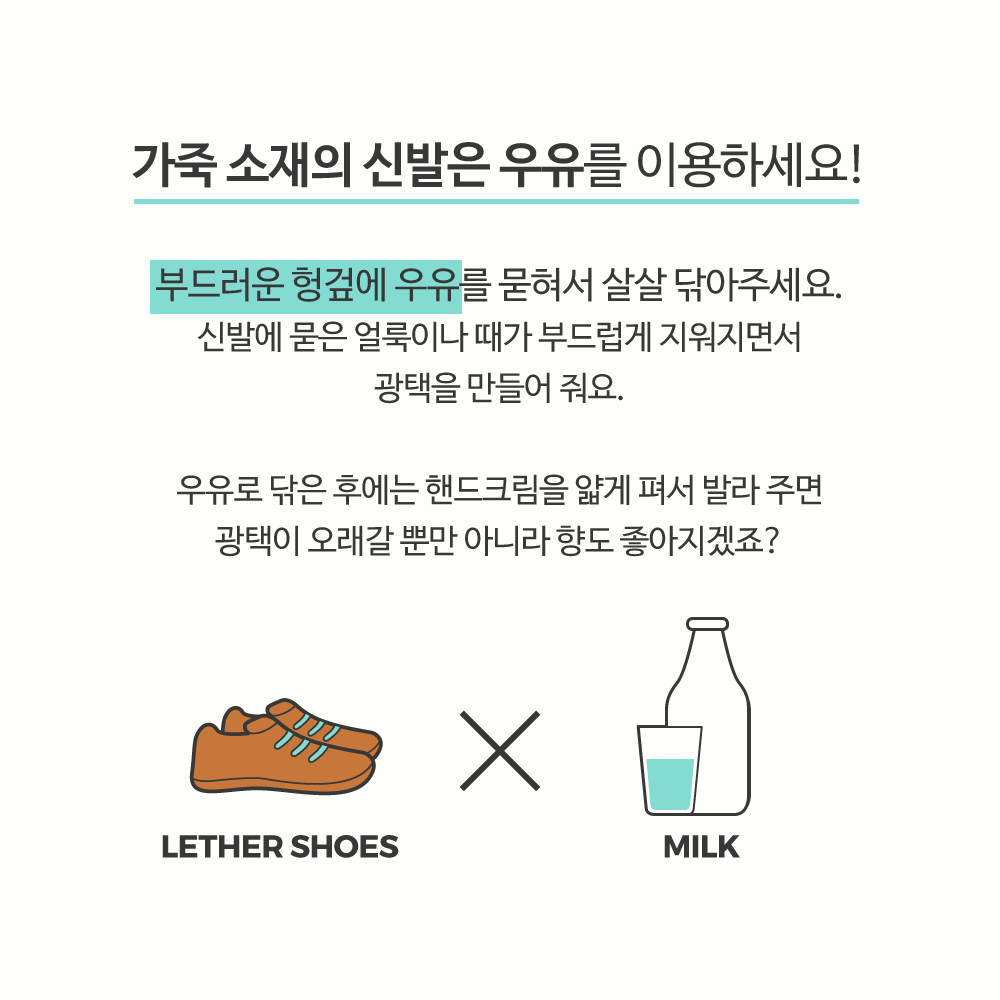 가죽 소재의 신발은 우유를 이용하세요!
부드러운 헝겊에 우유를 묻혀서 살살 닦아주세요.
신발에 묻은 얼룩이나 때가 부드럽게 지워지면서
광택을 만들어 줘요.
우유로 닦은 후에는 핸드크림을 얇게 펴서 발라 주면
광택이 오래갈 뿐만 아니라 향도 좋아지겠죠?
LETHER SHOES
MILK